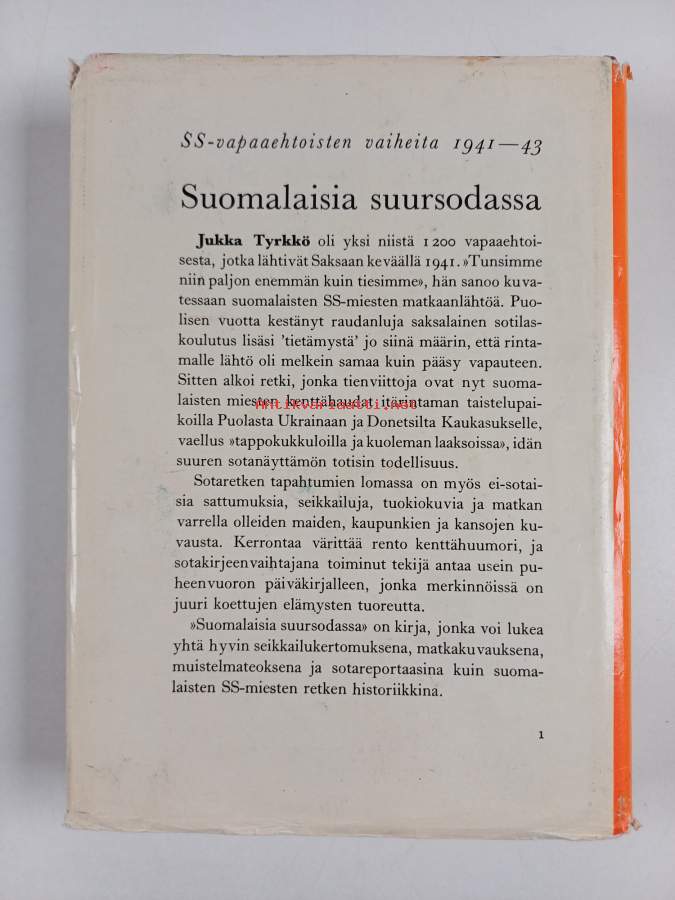 SS-vapaaehtoisten vaiheita 1941—43
Suomalaisia suursodassa
Jukka Tyrkkö oli yksi niistä 1 200 vapaaehtoi-
sesta, jotka lähtivät Saksaan keväällä 1941. »Tunsimme
niin paljon enemmän kuin tiesimme», hän sanoo kuva-
tessaan suomalaisten SS-miesten matkaanlähtöä. Puo-
lisen vuotta kestänyt raudanluja saksalainen sotilas-
koulutus lisäsi 'tietämystä' jo siinä määrin, että rinta-
malle lähtö oli melkein samaa kuin pääsy vapauteen.
Sitten alkoi retki, jonka tienviittoja ovat nyt suoma-
laisten miesten kenttähaudat itärintaman taistelupai-
antikvariaatti.net
koilla Puolasta Ukrainaan ja Donetsilta Kaukasukselle,
vaellus »tappokukkuloilla ja kuoleman laaksoissa», idän
suuren sotanäyttämön totisin todellisuus.
Sotaretken tapahtumien lomassa on myös ei-sotai-
sia sattumuksia, seikkailuja, tuokiokuvia ja matkan
varrella olleiden maiden, kaupunkien ja kansojen ku-
vausta. Kerrontaa värittää rento kenttähuumori, ja
sotakirjeenvaihtajana toiminut tekijä antaa usein pu-
heenvuoron päiväkirjalleen, jonka merkinnöissä on
juuri koettujen elämysten tuoreutta.
»Suomalaisia suursodassa» on kirja, jonka voi lukea
yhtä hyvin seikkailukertomuksena, matkakuvauksena,
muistelmateoksena ja sotareportaasina kuin suoma-
laisten SS-miesten retken historiikkina.
1